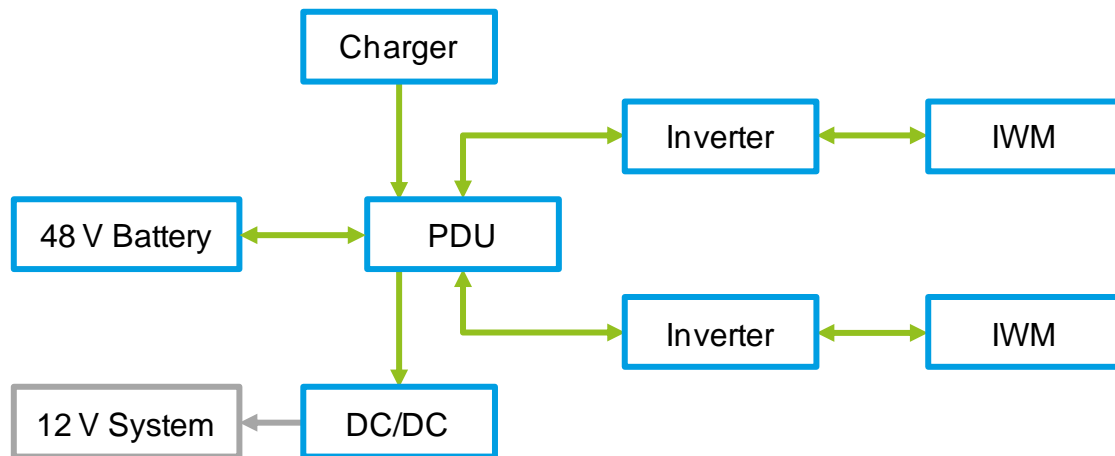 Charger
Inverter
IWM
48 V Battery
PDU
Inverter
IWM
12 V System
DC/DC